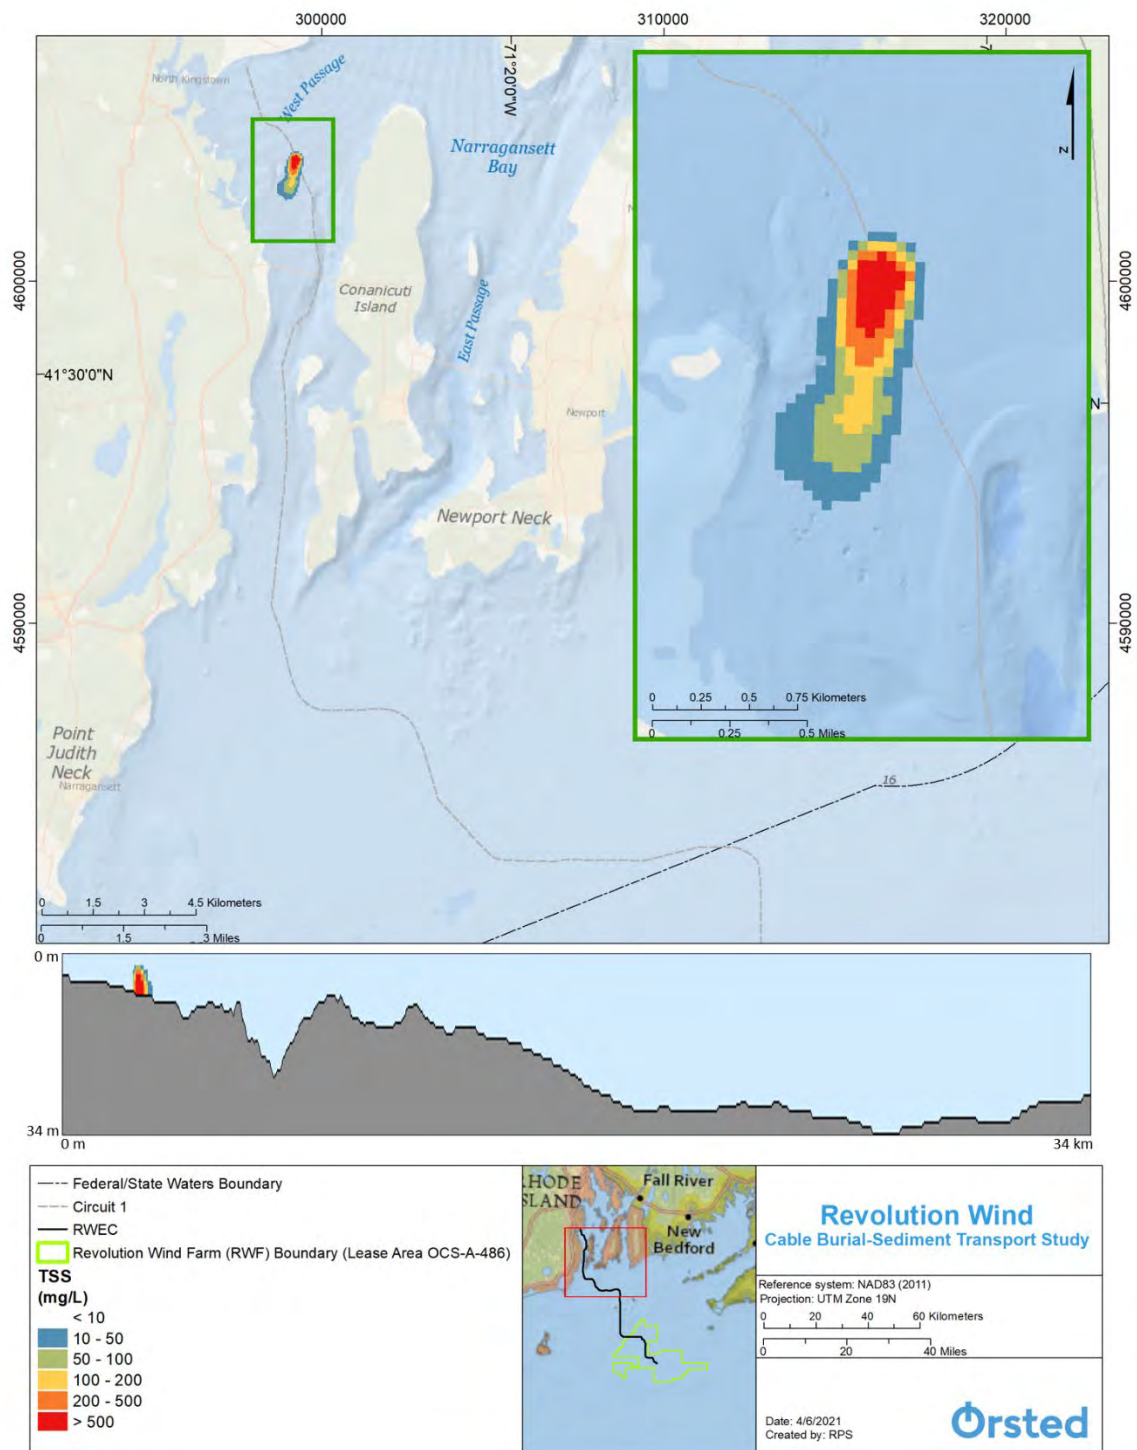 300000
310000
320000
71°20'0"W
7
North Kingstown
West Passage
Narragansett
Bay
N
4600000
4600000
Conanicutl
Island
East Passage
41°30'0"N
N
Newport
Newport Neck
4590000
4590000
0 0.25 0.5 0.75 Kilometers
0 0.25 0.5 Miles
Point
Judith
Neck
Narragansett
16
0 1.5 3 4.5 Kilometers
0 1.5 3 Miles
0 m
34 m
0 m
34 km
Federal/State Waters Boundary
Circuit 1
RWEC
Revolution Wind Farm (RWF) Boundary (Lease Area OCS-A-486)
TSS
(mg/L)
< 10
10 - 50
50 - 100
100 - 200
200 - 500
> 500
RHODE
ISLAND
Fall River
New
Bedford
Revolution Wind
Cable Burial-Sediment Transport Study
Reference system: NAD83 (2011)
Projection: UTM Zone 19N
0 20 40 60 Kilometers
0 20 40 Miles
Date: 4/6/2021
Created by: RPS
Orsted